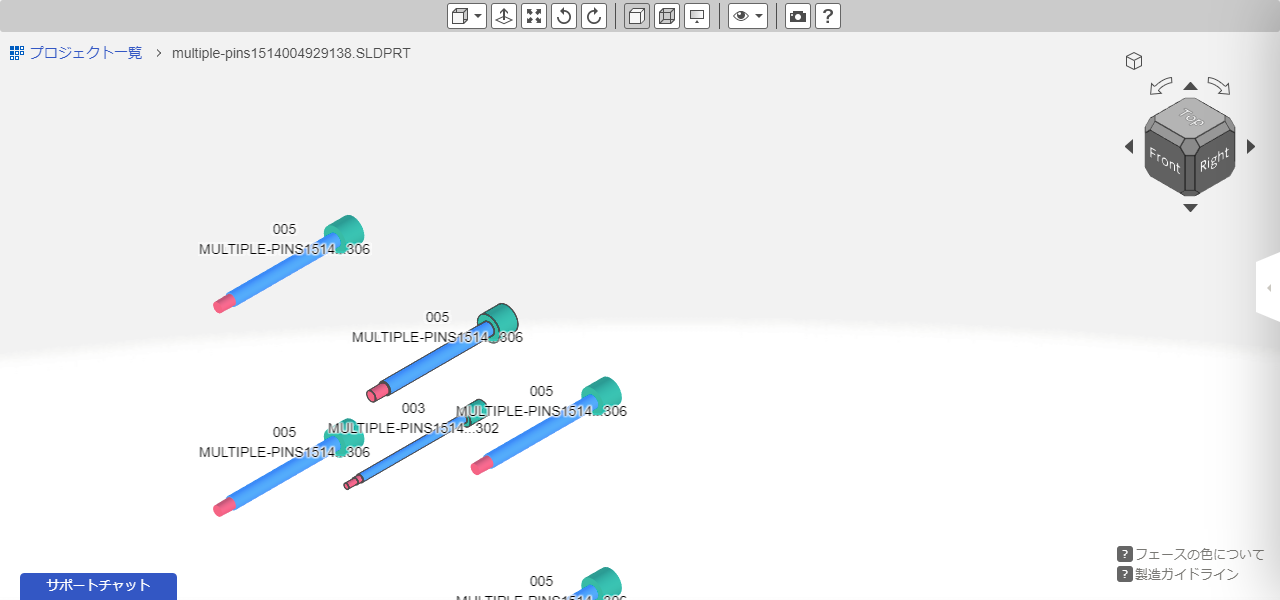 ?
プロジェクト一覧 > multiple-pins1514004929138.SLDPRT
Top
Front
Right
005
MULTIPLE-PINS1514...306
005
MULTIPLE-PINS1514...306
005
MULTIPLE-PINS1514...306
003
MULTIPLE-PINS1514...302
005
MULTIPLE-PINS1514...306
005
MULTIPLE-PINS1514...306
? フェースの色について
? 製造ガイドライン
サポートチャット